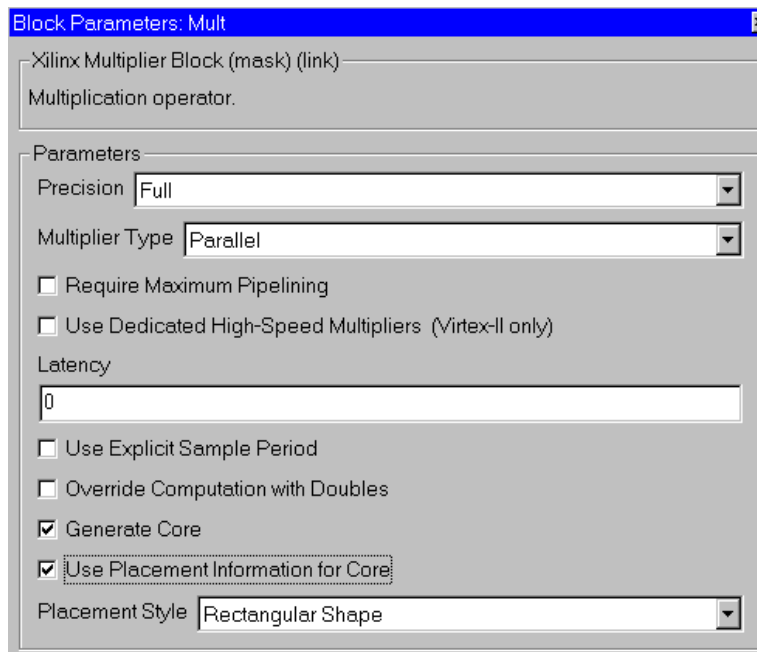 Block Parameters: Mult
Xilinx Multiplier Block (mask) (link)
Multiplication operator.
Parameters
Precision Full
Multiplier Type Parallel
Require Maximum Pipelining
Use Dedicated High-Speed Multipliers (Virtex-II only)
Latency
0
Use Explicit Sample Period
Override Computation with Doubles
Generate Core
Use Placement Information for Core
Placement Style Rectangular Shape